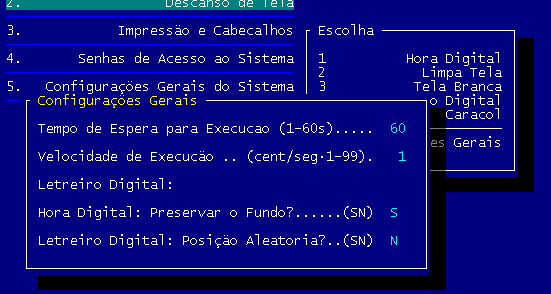 2. Descanso de Tela
3. Impressäo e Cabecalhos
4. Senhas de Acesso ao Sistema
5. Configurações Gerais do Sistema
Escolha
1 Hora Digital
2 Limpa Tela
3 Tela Branca
o Digital
Caracol
es Gerais
Configurações Gerais
Tempo de Espera para Execucao (1-60s)..... 60
Velocidade de Execucäo .. (cent/seg·1-99). 1
Letreiro Digital:
Hora Digital: Preservar o Fundo?......(SN) S
Letreiro Digital: Posiçäo Aleatoria?..(SN) N